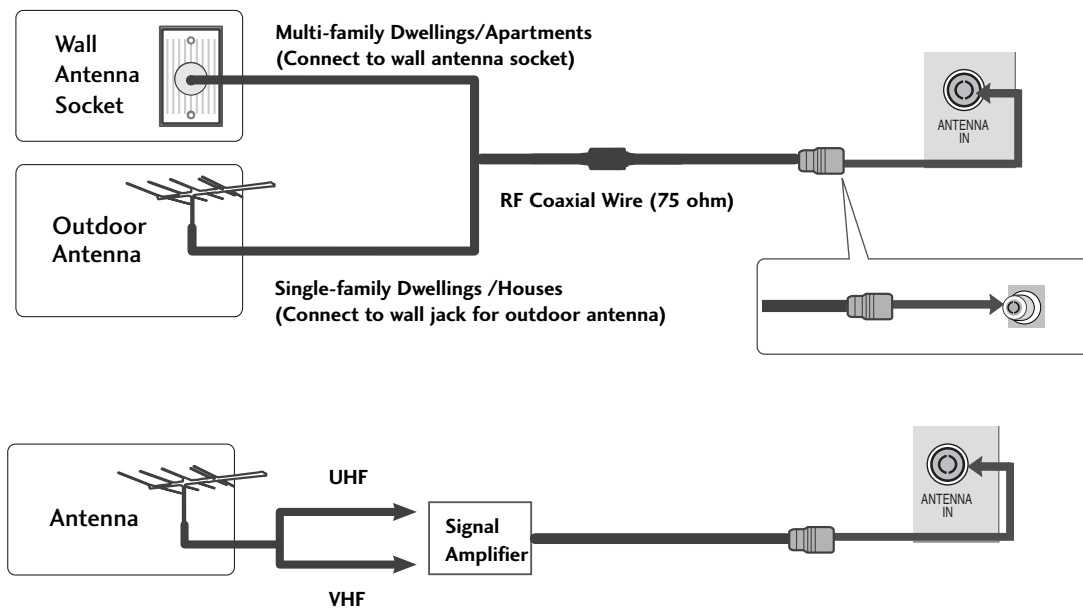 Wall
Antenna
Socket
Multi-family Dwellings/Apartments
(Connect to wall antenna socket)
ANTENNA
IN
RF Coaxial Wire (75 ohm)
Outdoor
Antenna
Single-family Dwellings /Houses
(Connect to wall jack for outdoor antenna)
Antenna
UHF
VHF
Signal
Amplifier
ANTENNA
IN